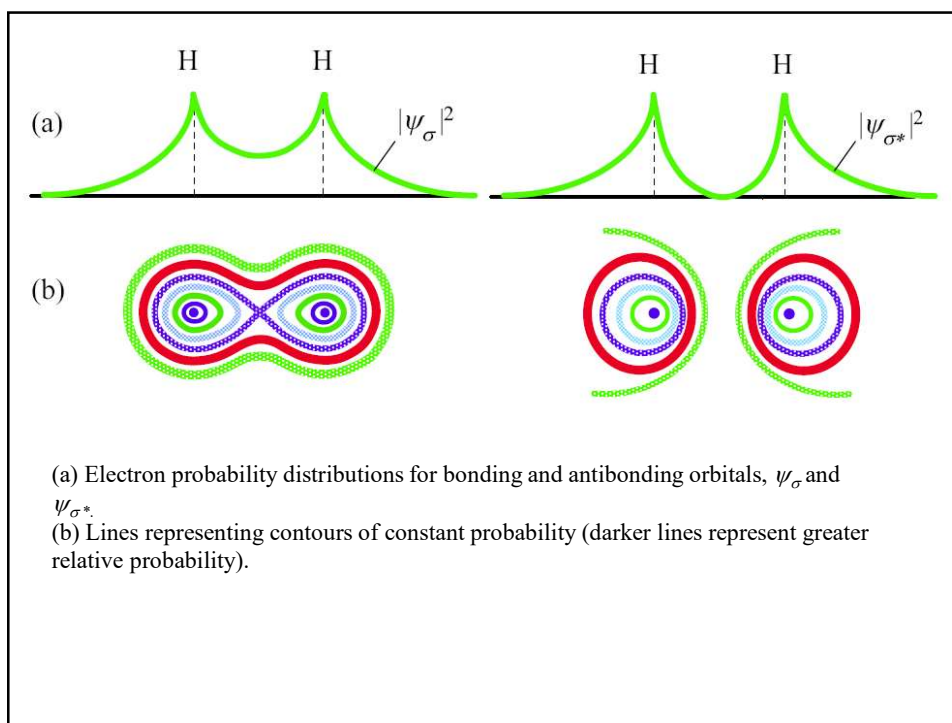 H H H H
(a) |ψσ|² |ψσ*|²
(b)
(a) Electron probability distributions for bonding and antibonding orbitals, ψσ and
ψσ*.
(b) Lines representing contours of constant probability (darker lines represent greater
relative probability).